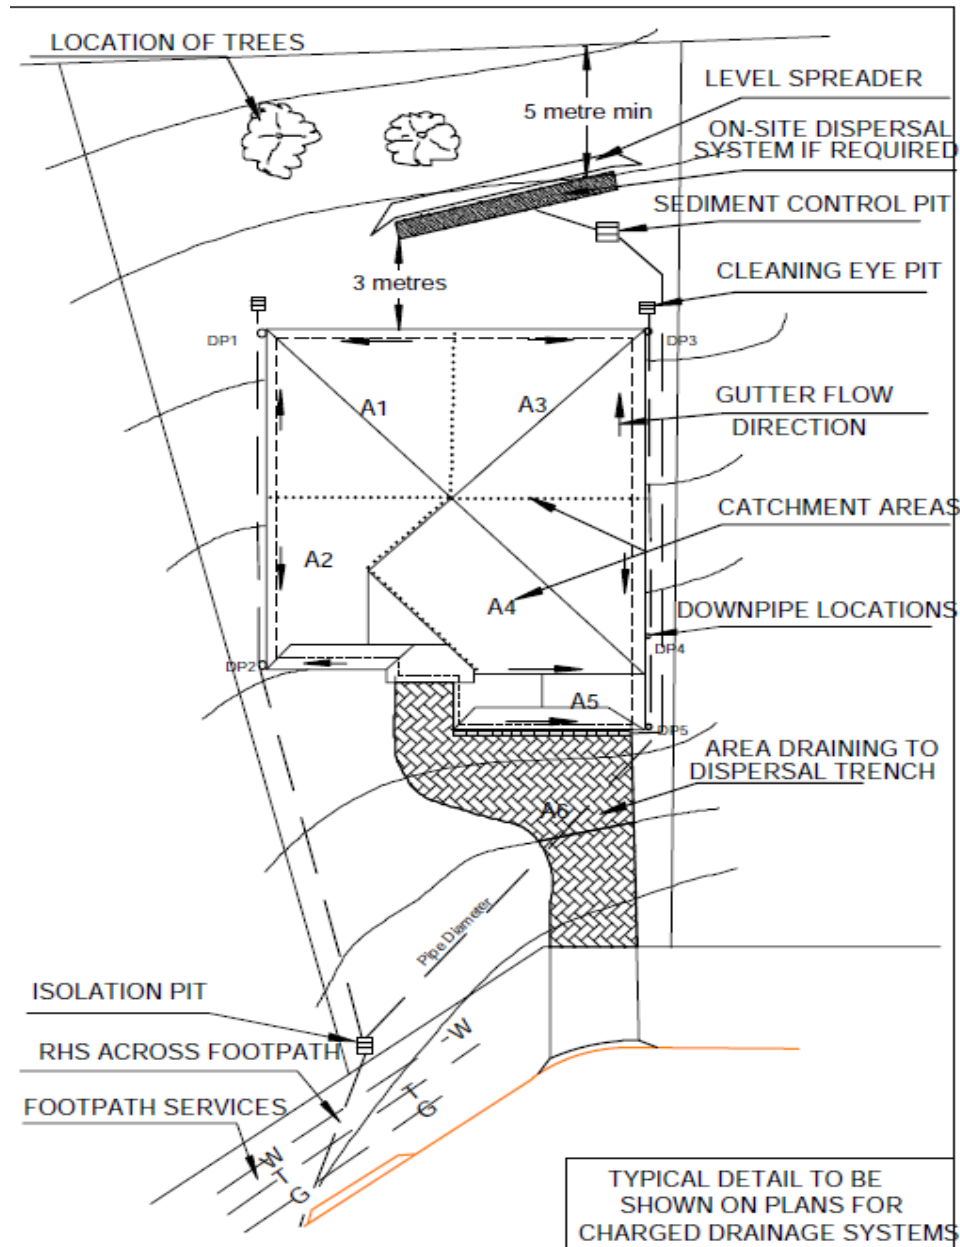 LOCATION OF TREES
LEVEL SPREADER
5 metre min
ON-SITE DISPERSAL
SYSTEM IF REQUIRED
SEDIMENT CONTROL PIT
3 metres
CLEANING EYE PIT
DP1
DP3
A1
A3
GUTTER FLOW
DIRECTION
CATCHMENT AREAS
A2
A4
DOWNPIPE LOCATIONS
DP4
DP2
A5
DP5
AREA DRAINING TO
DISPERSAL TRENCH
A6
Pipe Diameter
ISOLATION PIT
W
RHS ACROSS FOOTPATH
T
G
FOOTPATH SERVICES
W
T
G
TYPICAL DETAIL TO BE
SHOWN ON PLANS FOR
CHARGED DRAINAGE SYSTEMS